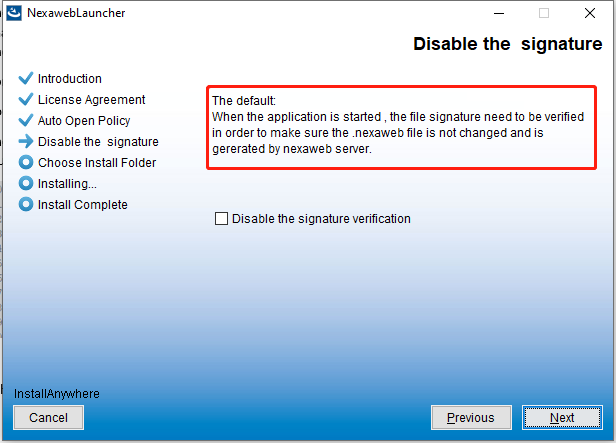 NexawebLauncher
Disable the  signature
Introduction
License Agreement
Auto Open Policy
Disable the  signature
Choose Install Folder
Installing...
Install Complete
The default:
When the application is started , the file signature need to be verified
in order to make sure the .nexaweb file is not changed and is
gererated by nexaweb server.
Disable the signature verification
InstallAnywhere
Cancel
Previous
Next